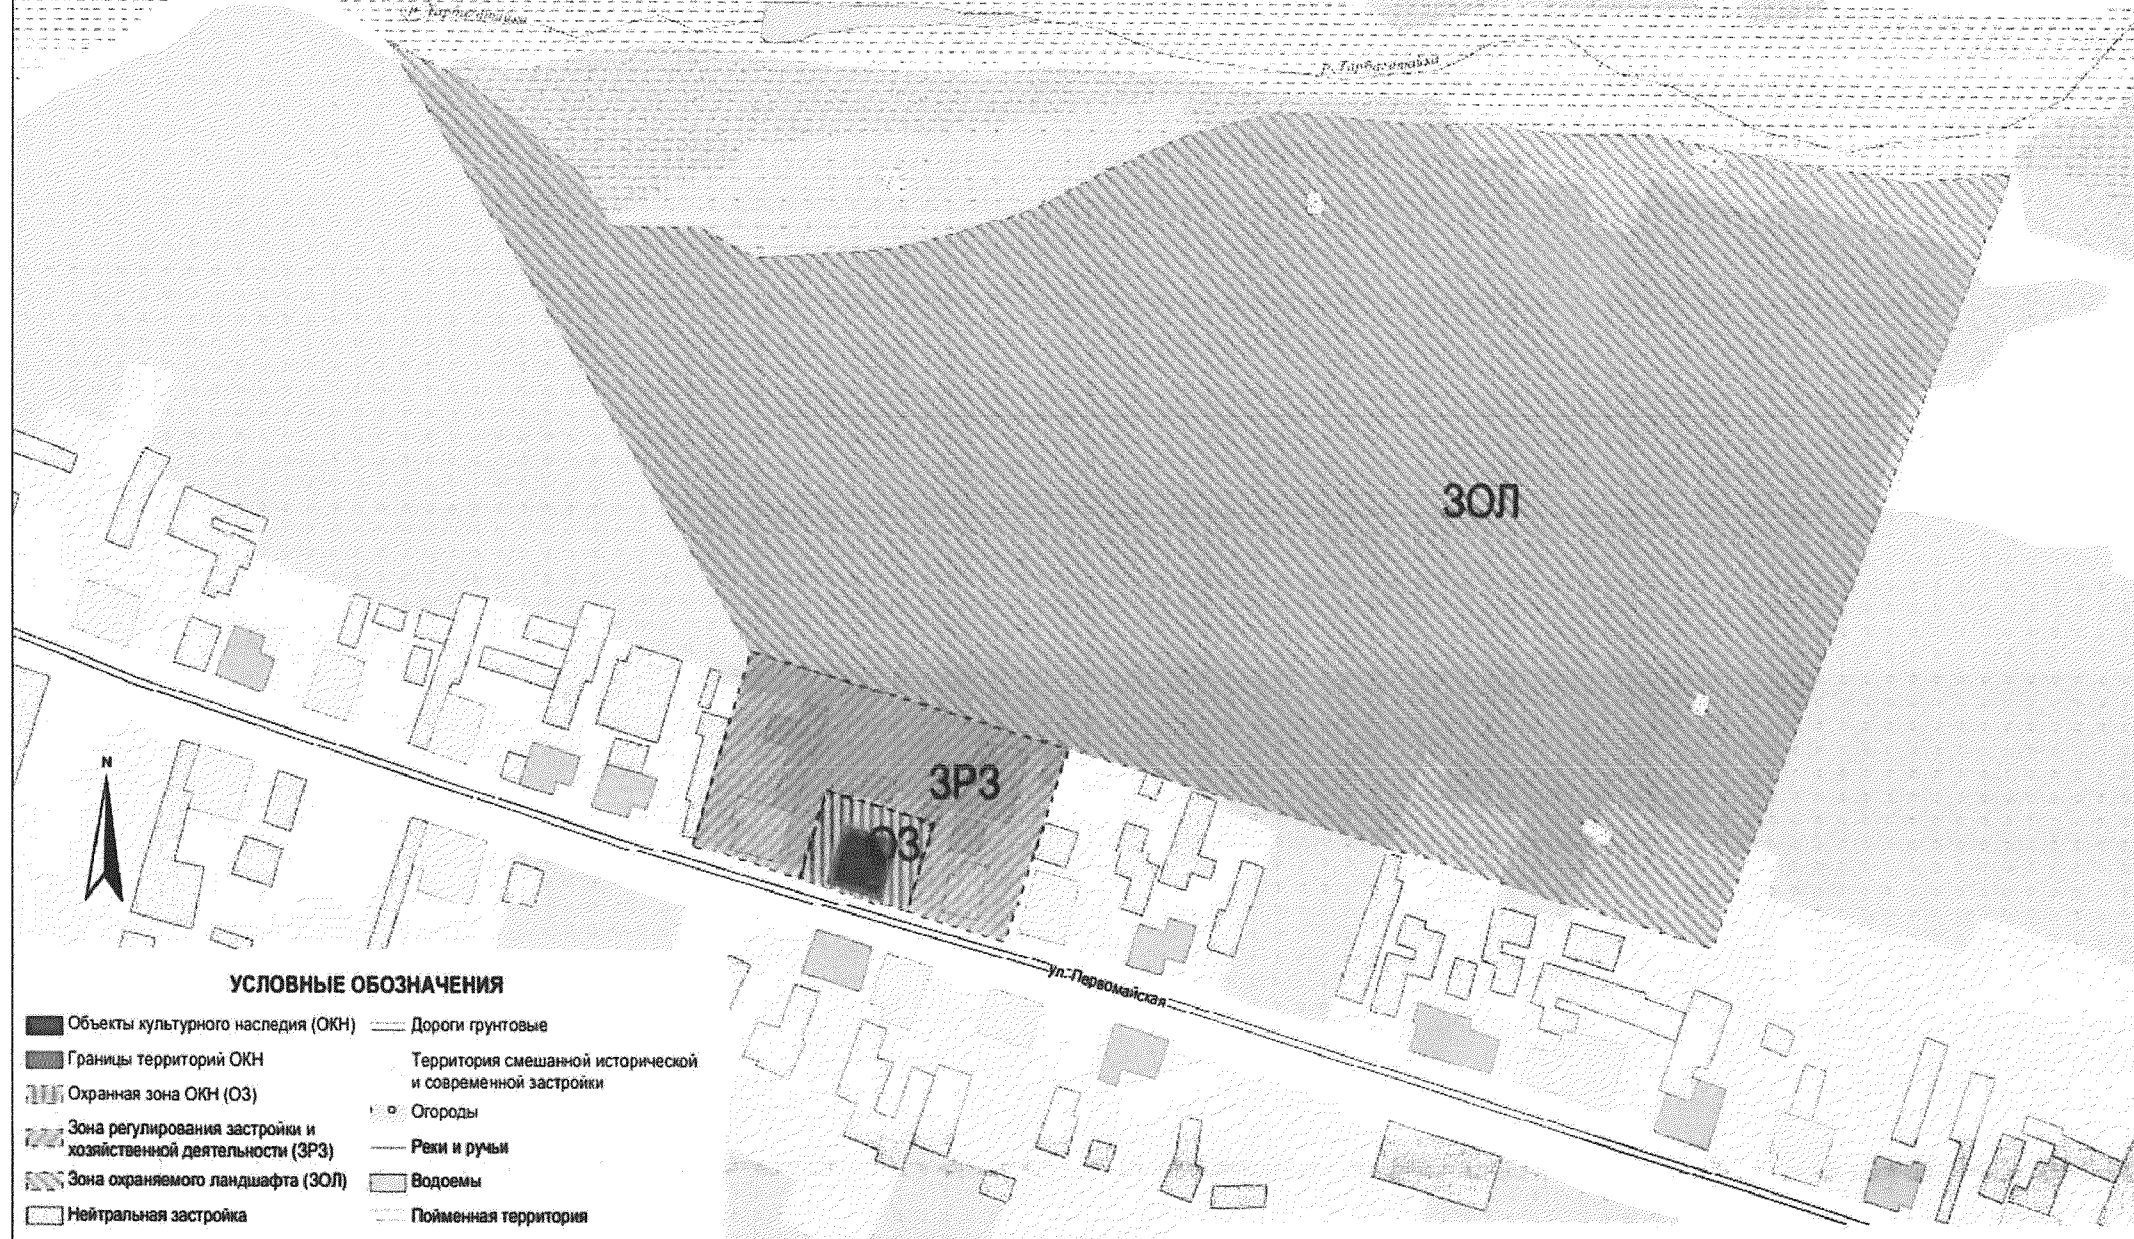 р. Тарбагатайка
р. Тарбагатайка
ЗОЛ
ЗРЗ
ОЗ
N
ул. Первомайская
УСЛОВНЫЕ ОБОЗНАЧЕНИЯ
Объекты культурного наследия (ОКН)
Границы территорий ОКН
Охранная зона ОКН (ОЗ)
Зона регулирования застройки и
хозяйственной деятельности (ЗРЗ)
Зона охраняемого ландшафта (ЗОЛ)
Нейтральная застройка
Дороги грунтовые
Территория смешанной исторической
и современной застройки
Огороды
Реки и ручьи
Водоемы
Пойменная территория